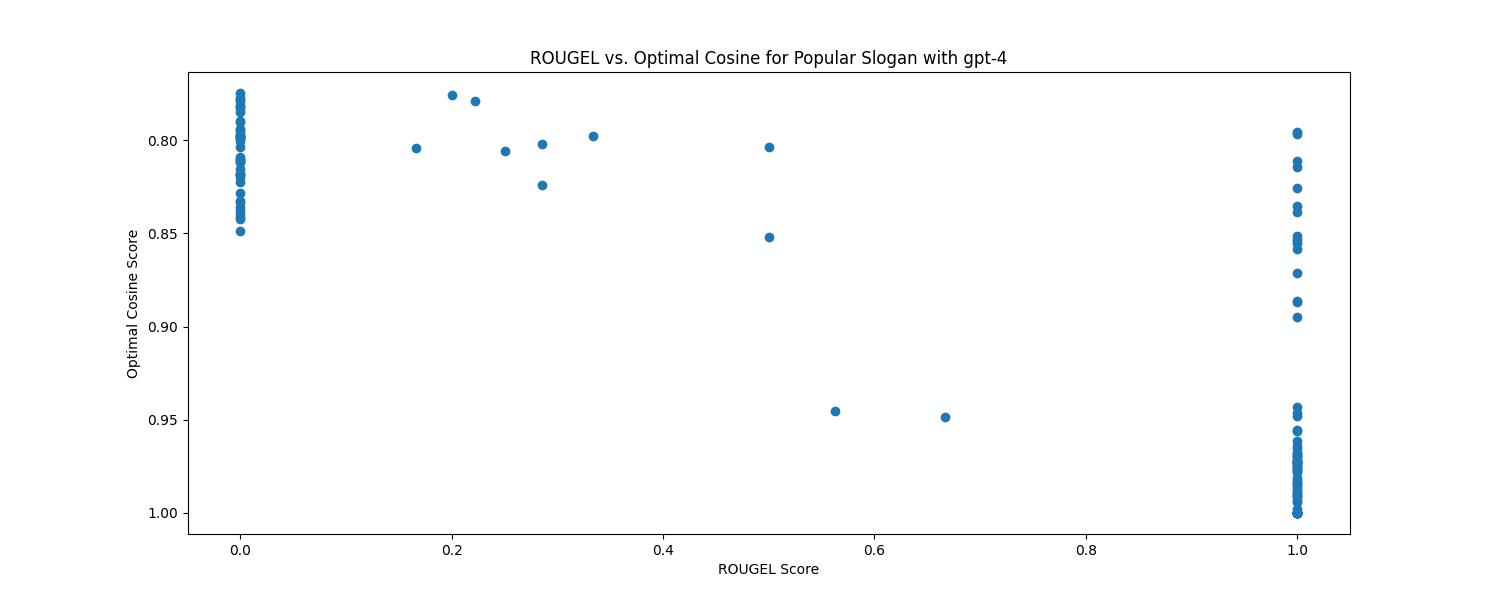 ROUGEL vs. Optimal Cosine for Popular Slogan with gpt-4
Optimal Cosine Score
0.80
0.85
0.90
0.95
1.00
0.0 0.2 0.4 0.6 0.8 1.0
ROUGEL Score